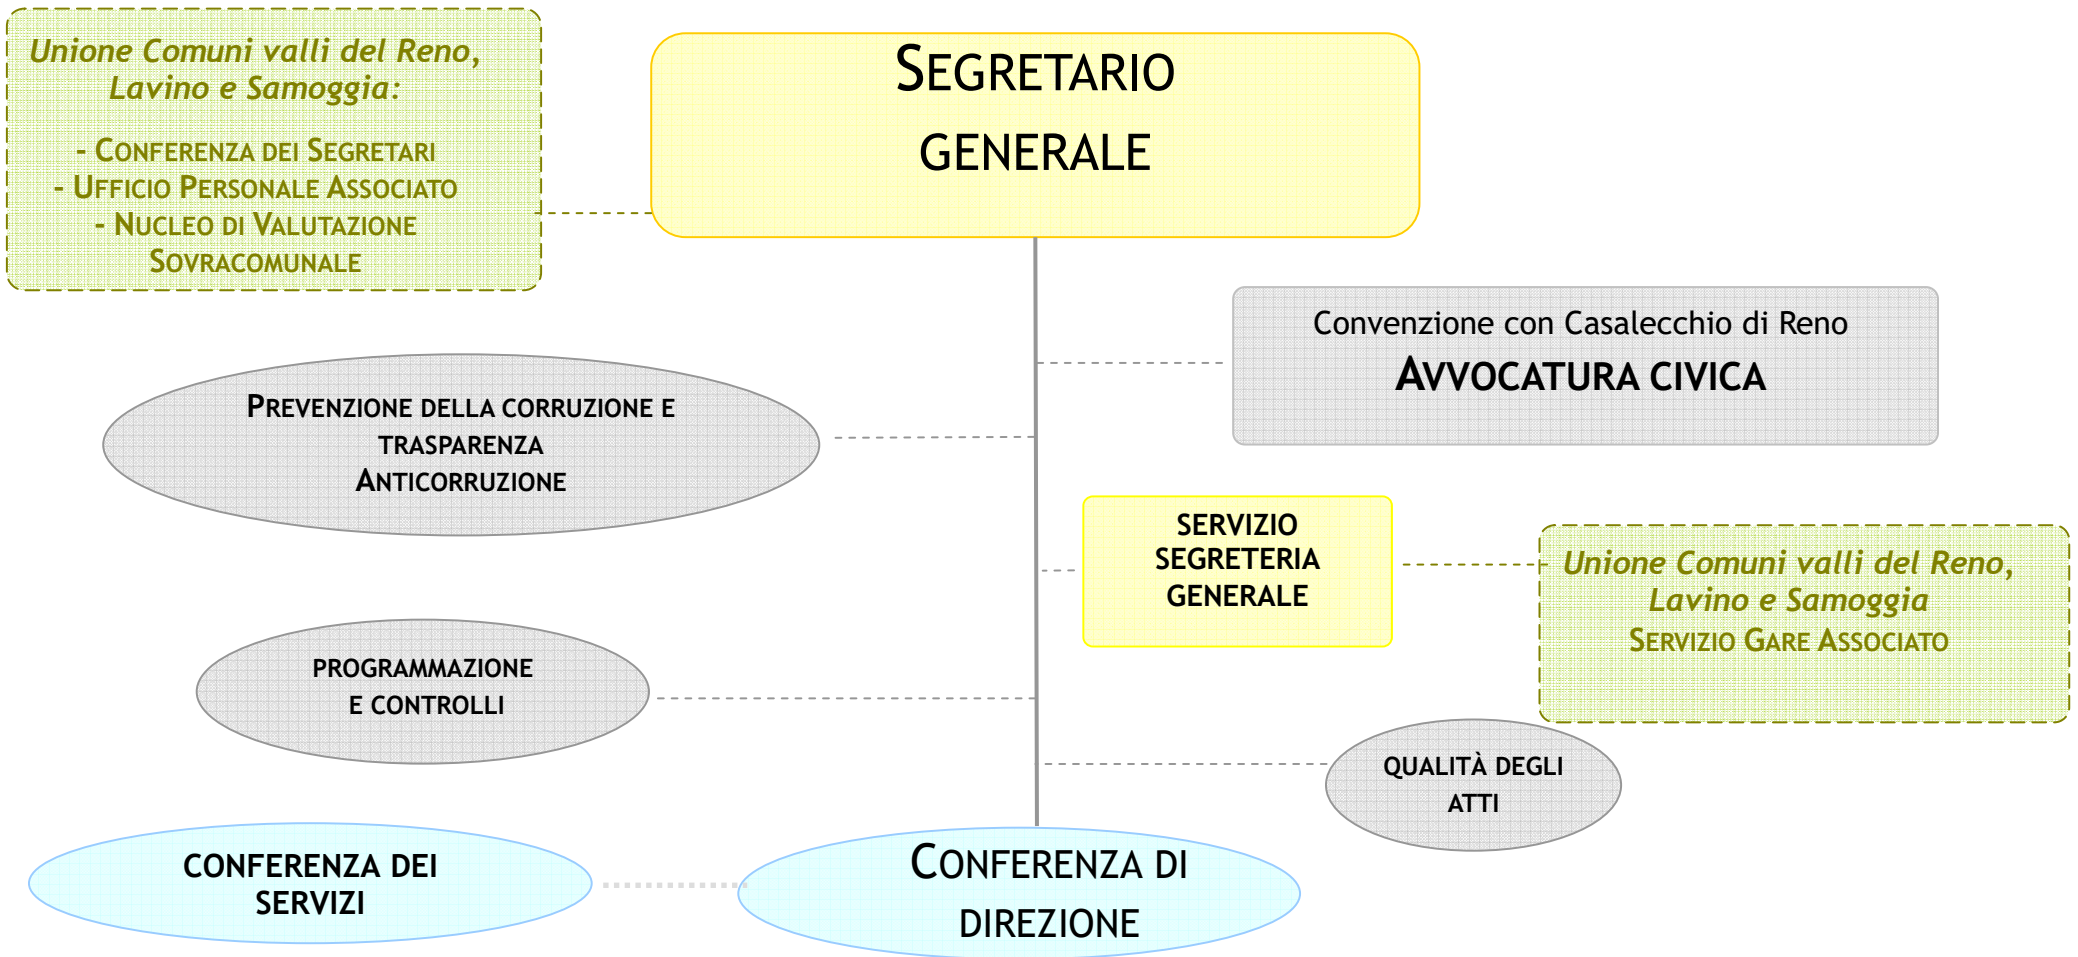 Unione Comuni valli del Reno,
Lavino e Samoggia:
- CONFERENZA DEI SEGRETARI
- UFFICIO PERSONALE ASSOCIATO
- NUCLEO DI VALUTAZIONE
SOVRACOMUNALE
SEGRETARIO
GENERALE
Convenzione con Casalecchio di Reno
AVVOCATURA CIVICA
PREVENZIONE DELLA CORRUZIONE E
TRASPARENZA
ANTICORRUZIONE
SERVIZIO
SEGRETERIA
GENERALE
Unione Comuni valli del Reno,
Lavino e Samoggia
SERVIZIO GARE ASSOCIATO
PROGRAMMAZIONE
E CONTROLLI
QUALITÀ DEGLI
ATTI
CONFERENZA DEI
SERVIZI
CONFERENZA DI
DIREZIONE